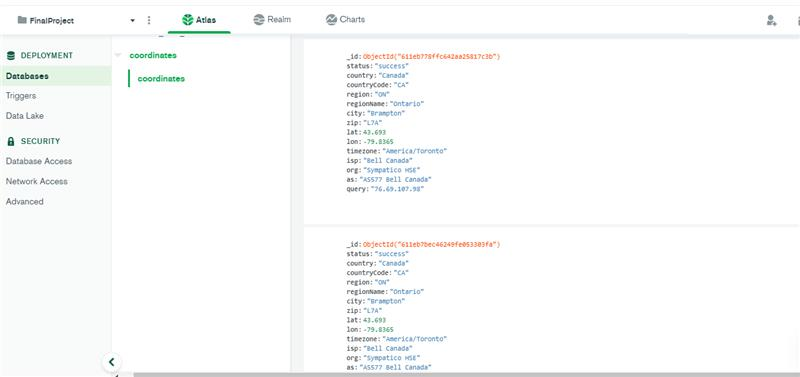 FinalProject
Atlas
Realm
Charts
DEPLOYMENT
Databases
Triggers
Data Lake
SECURITY
Database Access
Network Access
Advanced
coordinates
coordinates
_id: ObjectId("611eb778ffc642aa25817c3b")
status: "success"
country: "Canada"
countryCode: "CA"
region: "ON"
regionName: "Ontario"
city: "Brampton"
zip: "L7A"
lat: 43.693
lon: -79.8365
timezone: "America/Toronto"
isp: "Bell Canada"
org: "Sympatico HSE"
as: "AS577 Bell Canada"
query: "76.69.107.98"
_id: ObjectId("611eb7bec46249fe053303fa")
status: "success"
country: "Canada"
countryCode: "CA"
region: "ON"
regionName: "Ontario"
city: "Brampton"
zip: "L7A"
lat: 43.693
lon: -79.8365
timezone: "America/Toronto"
isp: "Bell Canada"
org: "Sympatico HSE"
as: "AS577 Bell Canada"